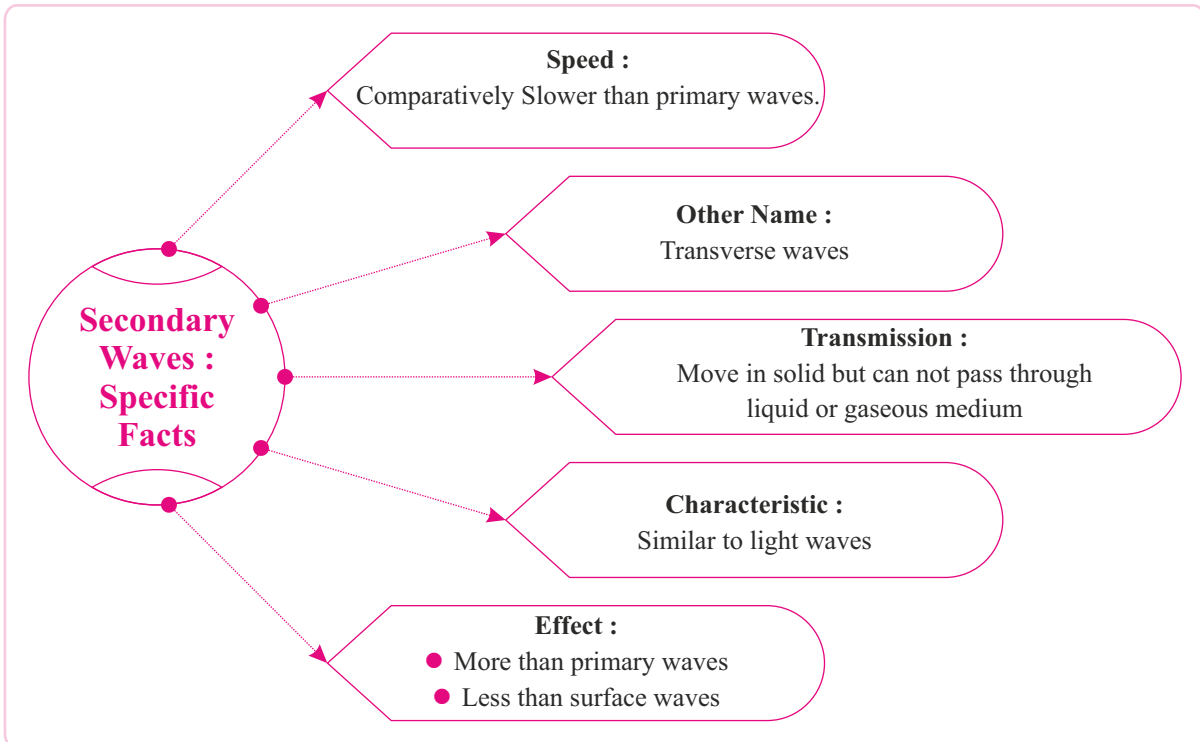 Speed :
Comparatively Slower than primary waves.
Other Name :
Transverse waves
Secondary
Waves :
Specific
Facts
Transmission :
Move in solid but can not pass through
liquid or gaseous medium
Characteristic :
Similar to light waves
Effect :
More than primary waves
Less than surface waves